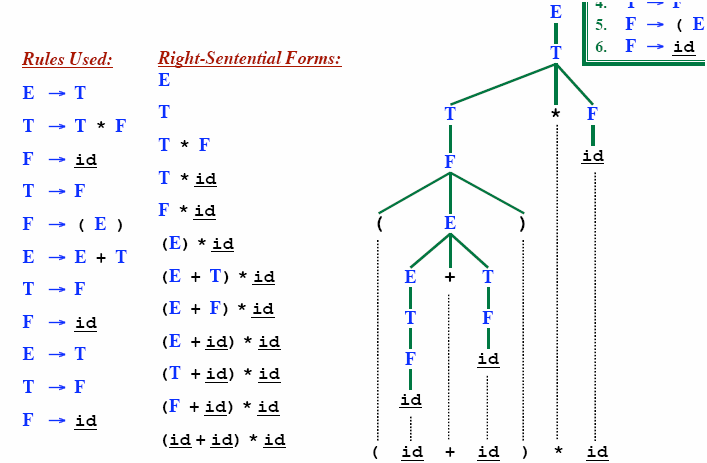 4. T → F
5. F → ( E
6. F → id
Rules Used:
E → T
T → T * F
F → id
T → F
F → ( E )
E → E + T
T → F
F → id
E → T
T → F
F → id
Right-Sentential Forms:
E
T
T * F
T * id
F * id
(E) * id
(E + T) * id
(E + F) * id
(E + id) * id
(T + id) * id
(F + id) * id
(id + id) * id
E
T
T * F
F id
( E )
E + T
T F
F id
id
( id + id ) * id